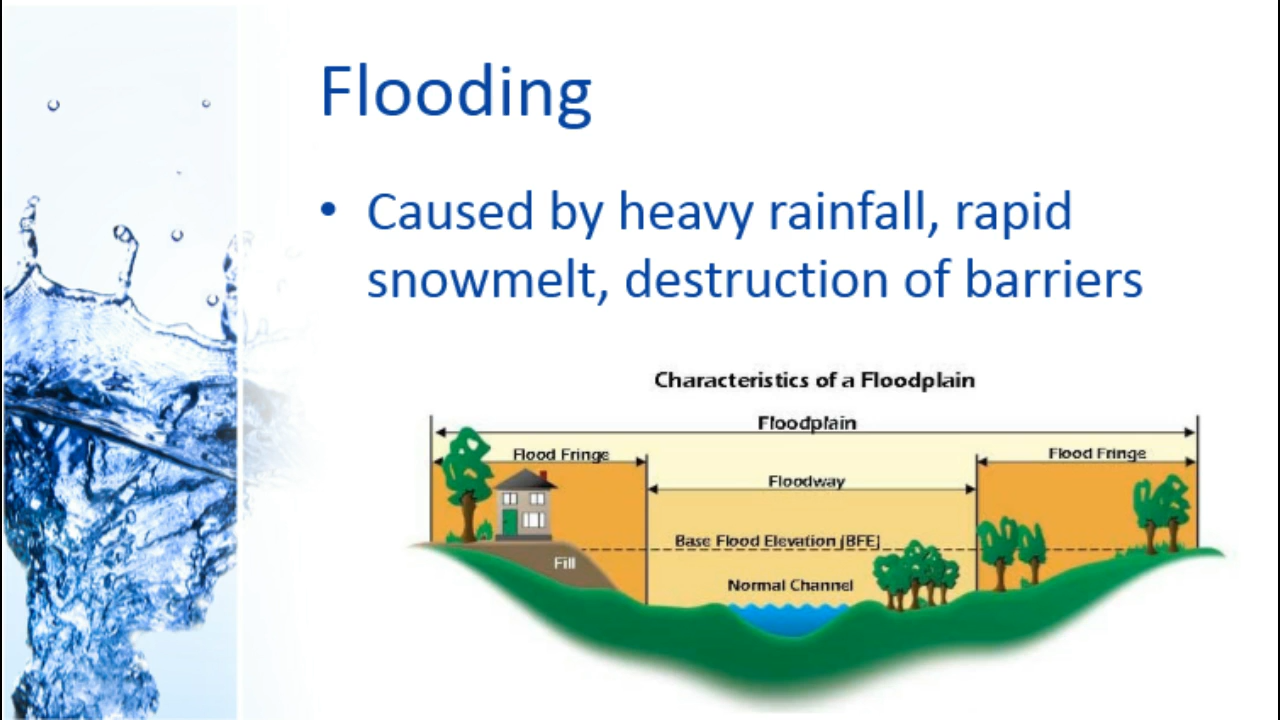 Flooding
• Caused by heavy rainfall, rapid
snowmelt, destruction of barriers
Characteristics of a Floodplain
Floodplain
Flood Fringe
Flood Fringe
Floodway
Base Flood Elevation (BFE)
Fill
Normal Channel